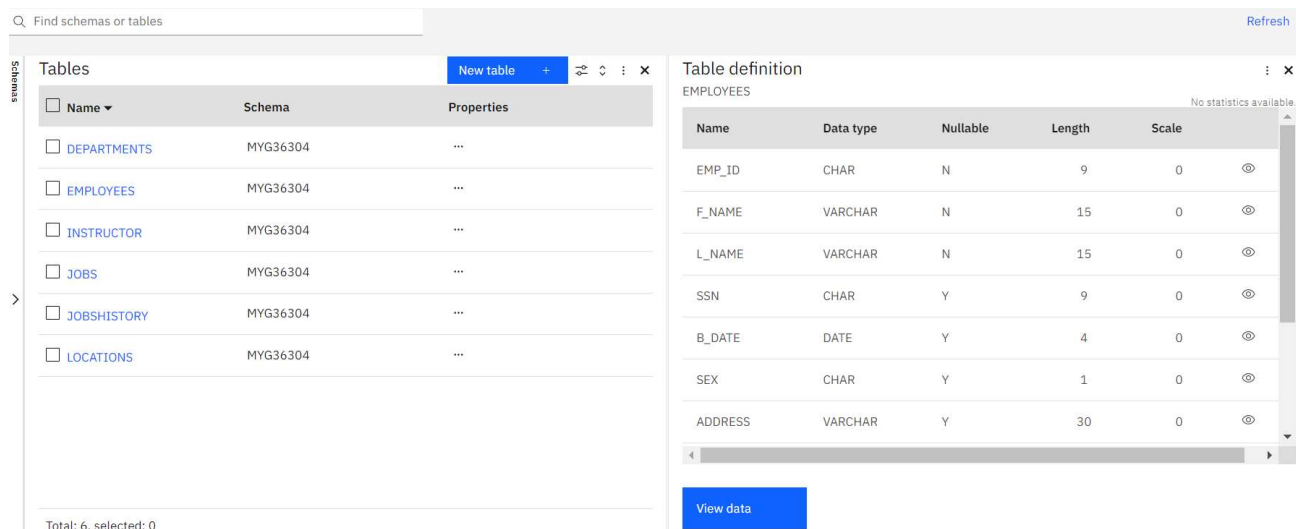 Find schemas or tables
Refresh
Schemas
Tables
New table +
Name Schema Properties
DEPARTMENTS MYG36304 ...
EMPLOYEES MYG36304 ...
INSTRUCTOR MYG36304 ...
JOBS MYG36304 ...
JOBSHISTORY MYG36304 ...
LOCATIONS MYG36304 ...
Total: 6, selected: 0
Table definition
EMPLOYEES
No statistics available.
Name Data type Nullable Length Scale
EMP_ID CHAR N 9 0
F_NAME VARCHAR N 15 0
L_NAME VARCHAR N 15 0
SSN CHAR Y 9 0
B_DATE DATE Y 4 0
SEX CHAR Y 1 0
ADDRESS VARCHAR Y 30 0
View data